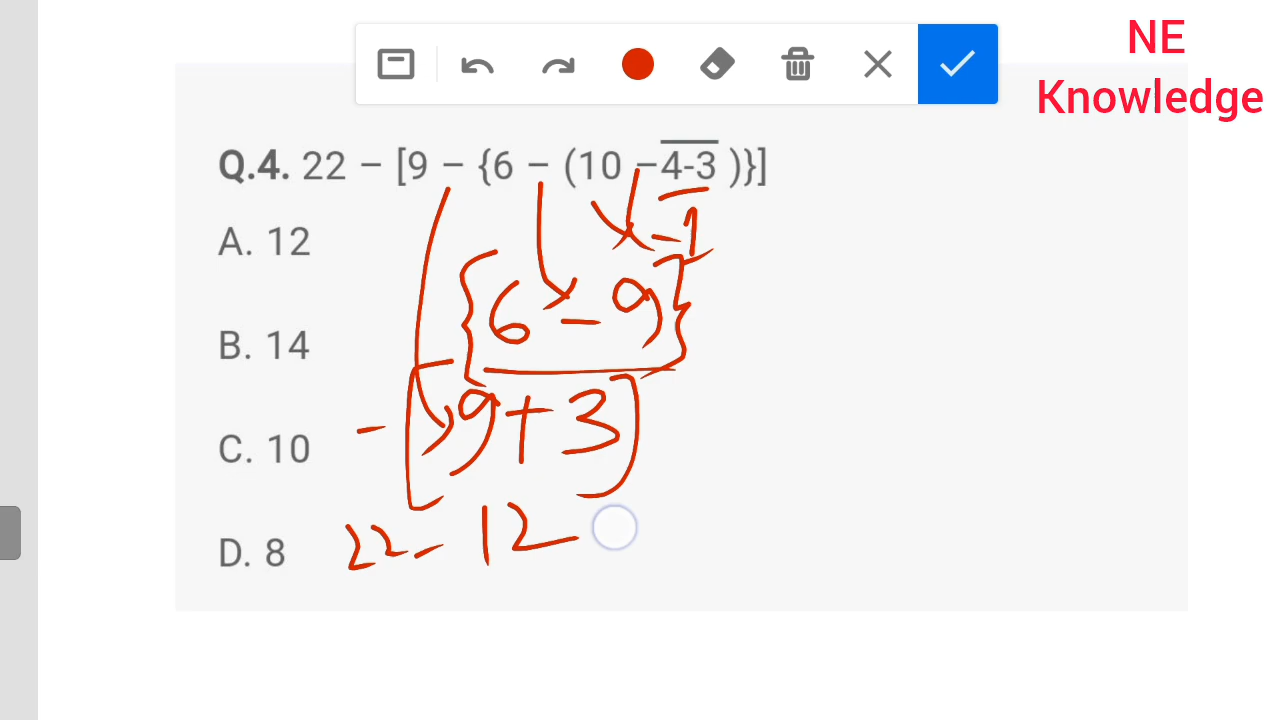 NE
Knowledge
Q.4. 22 − [9 − {6 − (10 −4-3 )}]
A. 12
-1
{6 - 9}
B. 14
- [9+3]
C. 10
22 - 12
D. 8